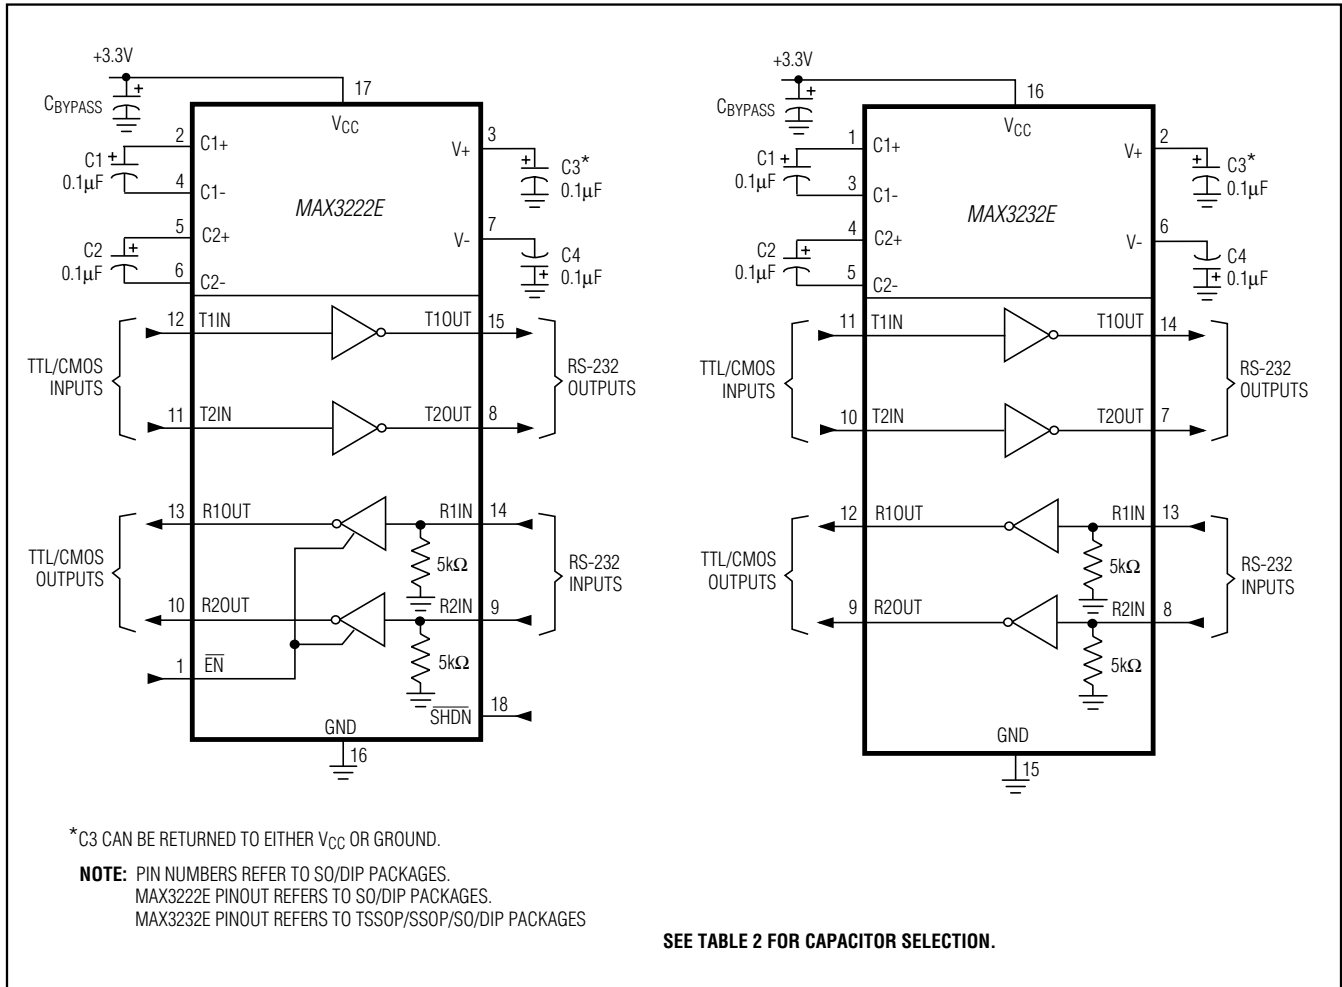 +3.3V
CBYPASS
17
VCC
2
C1+
C1
0.1µF
4
C1-
5
C2+
C2
0.1µF
6
C2-
MAX3222E
3
V+
C3*
0.1µF
7
V-
C4
0.1µF
12
T1IN
T1OUT
15
TTL/CMOS
INPUTS
RS-232
OUTPUTS
11
T2IN
T2OUT
8
13
R1OUT
R1IN
14
5kΩ
TTL/CMOS
OUTPUTS
RS-232
INPUTS
10
R2OUT
R2IN
9
5kΩ
1
EN
SHDN
18
GND
16
+3.3V
CBYPASS
16
VCC
1
C1+
C1
0.1µF
3
C1-
4
C2+
C2
0.1µF
5
C2-
MAX3232E
2
V+
C3*
0.1µF
6
V-
C4
0.1µF
11
T1IN
T1OUT
14
TTL/CMOS
INPUTS
RS-232
OUTPUTS
10
T2IN
T2OUT
7
12
R1OUT
R1IN
13
5kΩ
TTL/CMOS
OUTPUTS
RS-232
INPUTS
9
R2OUT
R2IN
8
5kΩ
GND
15
*C3 CAN BE RETURNED TO EITHER VCC OR GROUND.
NOTE: PIN NUMBERS REFER TO SO/DIP PACKAGES.
MAX3222E PINOUT REFERS TO SO/DIP PACKAGES.
MAX3232E PINOUT REFERS TO TSSOP/SSOP/SO/DIP PACKAGES
SEE TABLE 2 FOR CAPACITOR SELECTION.